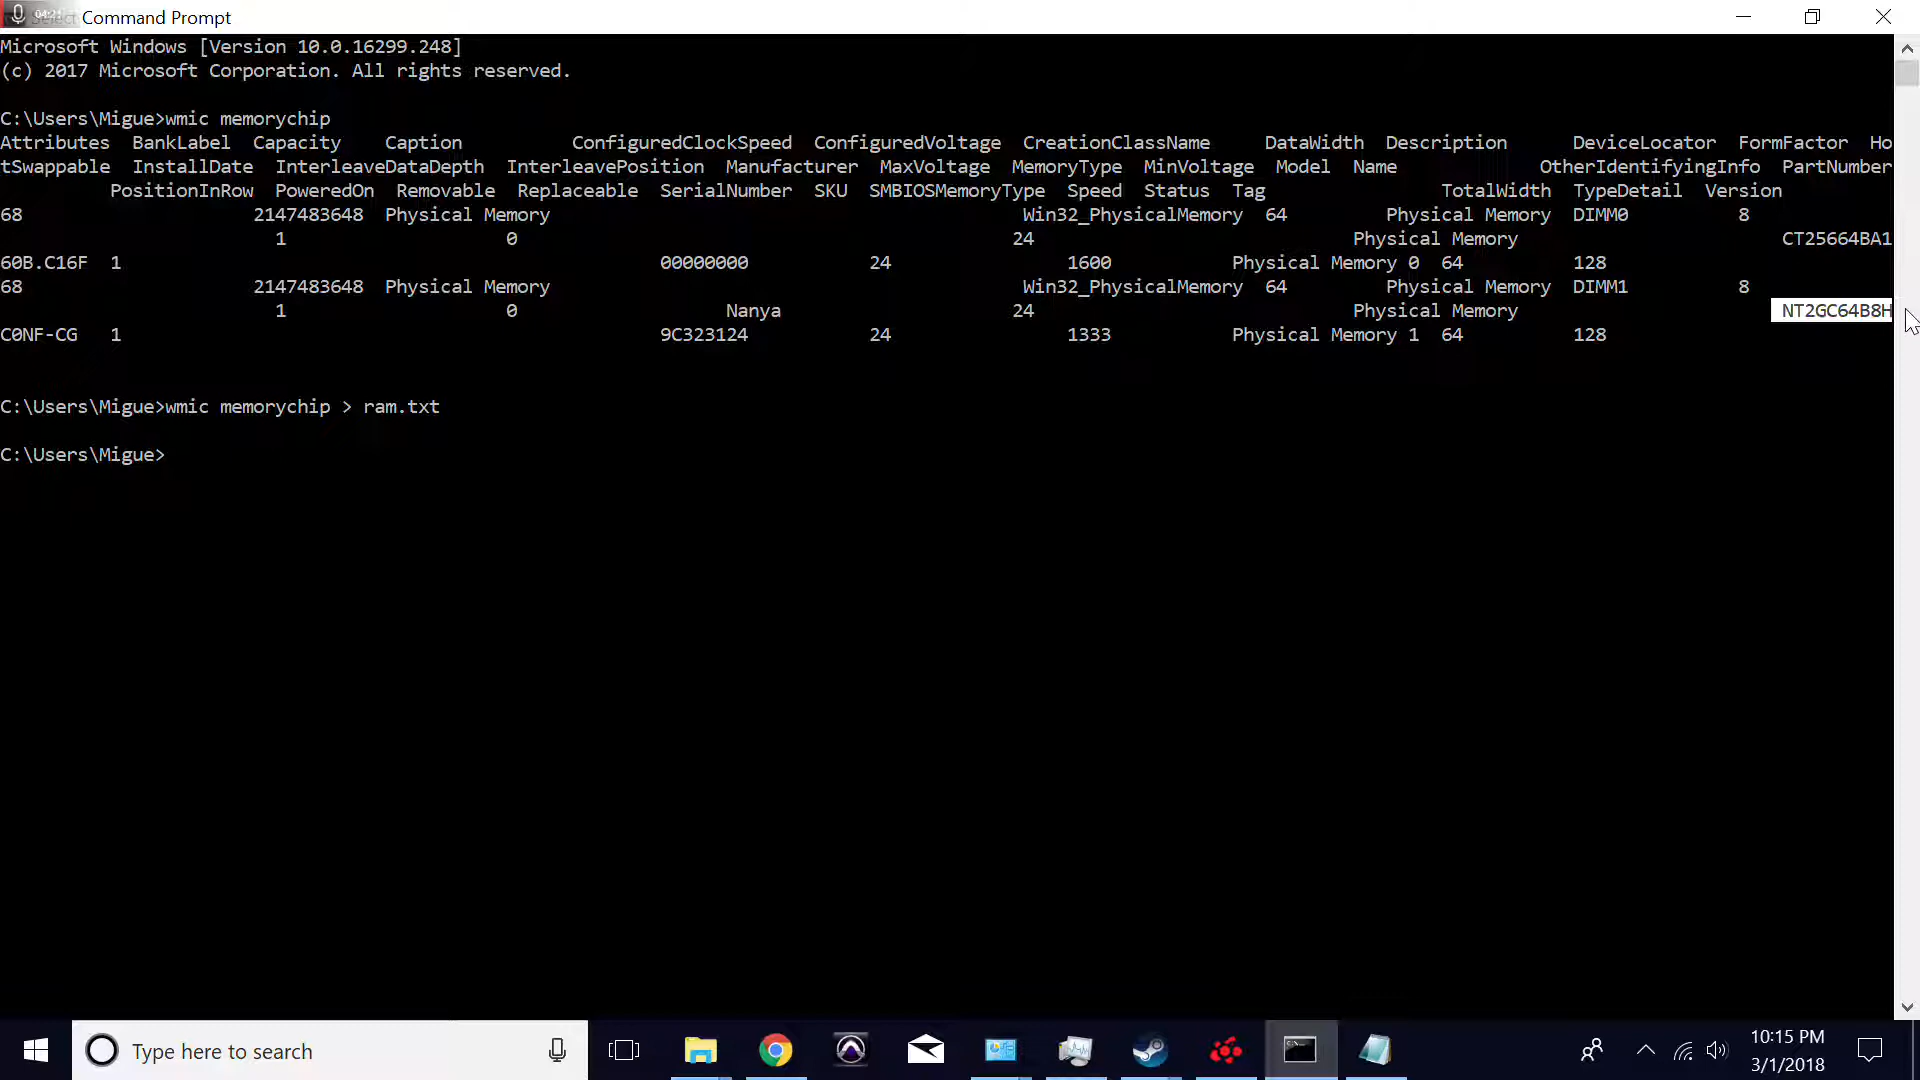 Select Command Prompt
04:21
Microsoft Windows [Version 10.0.16299.248]
(c) 2017 Microsoft Corporation. All rights reserved.
C:\Users\Migue>wmic memorychip
Attributes  BankLabel  Capacity    Caption          ConfiguredClockSpeed  ConfiguredVoltage  CreationClassName     DataWidth  Description      DeviceLocator  FormFactor  Ho
tSwappable  InstallDate  InterleaveDataDepth  InterleavePosition  Manufacturer  MaxVoltage  MemoryType  MinVoltage  Model  Name             OtherIdentifyingInfo  PartNumber
          PositionInRow  PoweredOn  Removable  Replaceable  SerialNumber  SKU  SMBIOSMemoryType  Speed  Status  Tag                TotalWidth  TypeDetail  Version
68                     2147483648  Physical Memory                                           Win32_PhysicalMemory  64         Physical Memory  DIMM0          8
                         1                    0                                              24                             Physical Memory                        CT25664BA1
60B.C16F  1                                                 00000000           24                1600           Physical Memory 0  64          128
68                     2147483648  Physical Memory                                           Win32_PhysicalMemory  64         Physical Memory  DIMM1          8
                         1                    0                   Nanya                     24                             Physical Memory                        NT2GC64B8H
C0NF-CG   1                                                 9C323124           24                1333           Physical Memory 1  64          128
C:\Users\Migue>wmic memorychip > ram.txt
C:\Users\Migue>
Type here to search
10:15 PM
3/1/2018